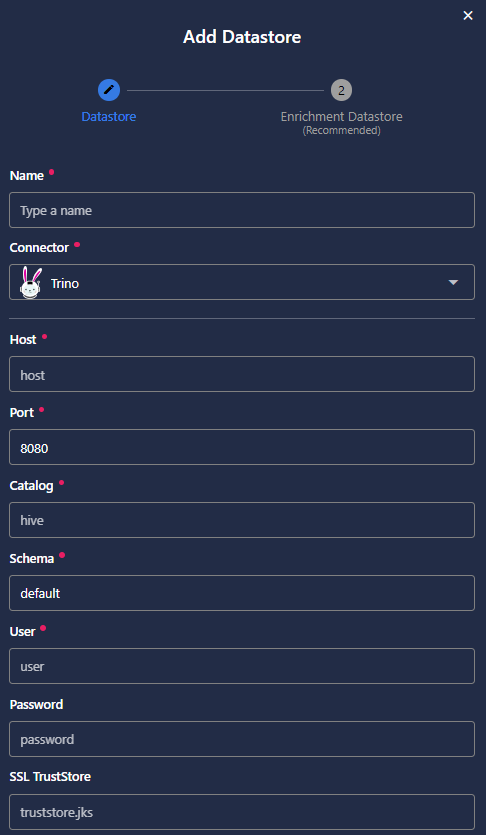 Add Datastore
2
Datastore
Enrichment Datastore
(Recommended)
Name
Type a name
Connector
Trino
Host
host
Port
8080
Catalog
hive
Schema
default
User
user
Password
password
SSL TrustStore
truststore.jks